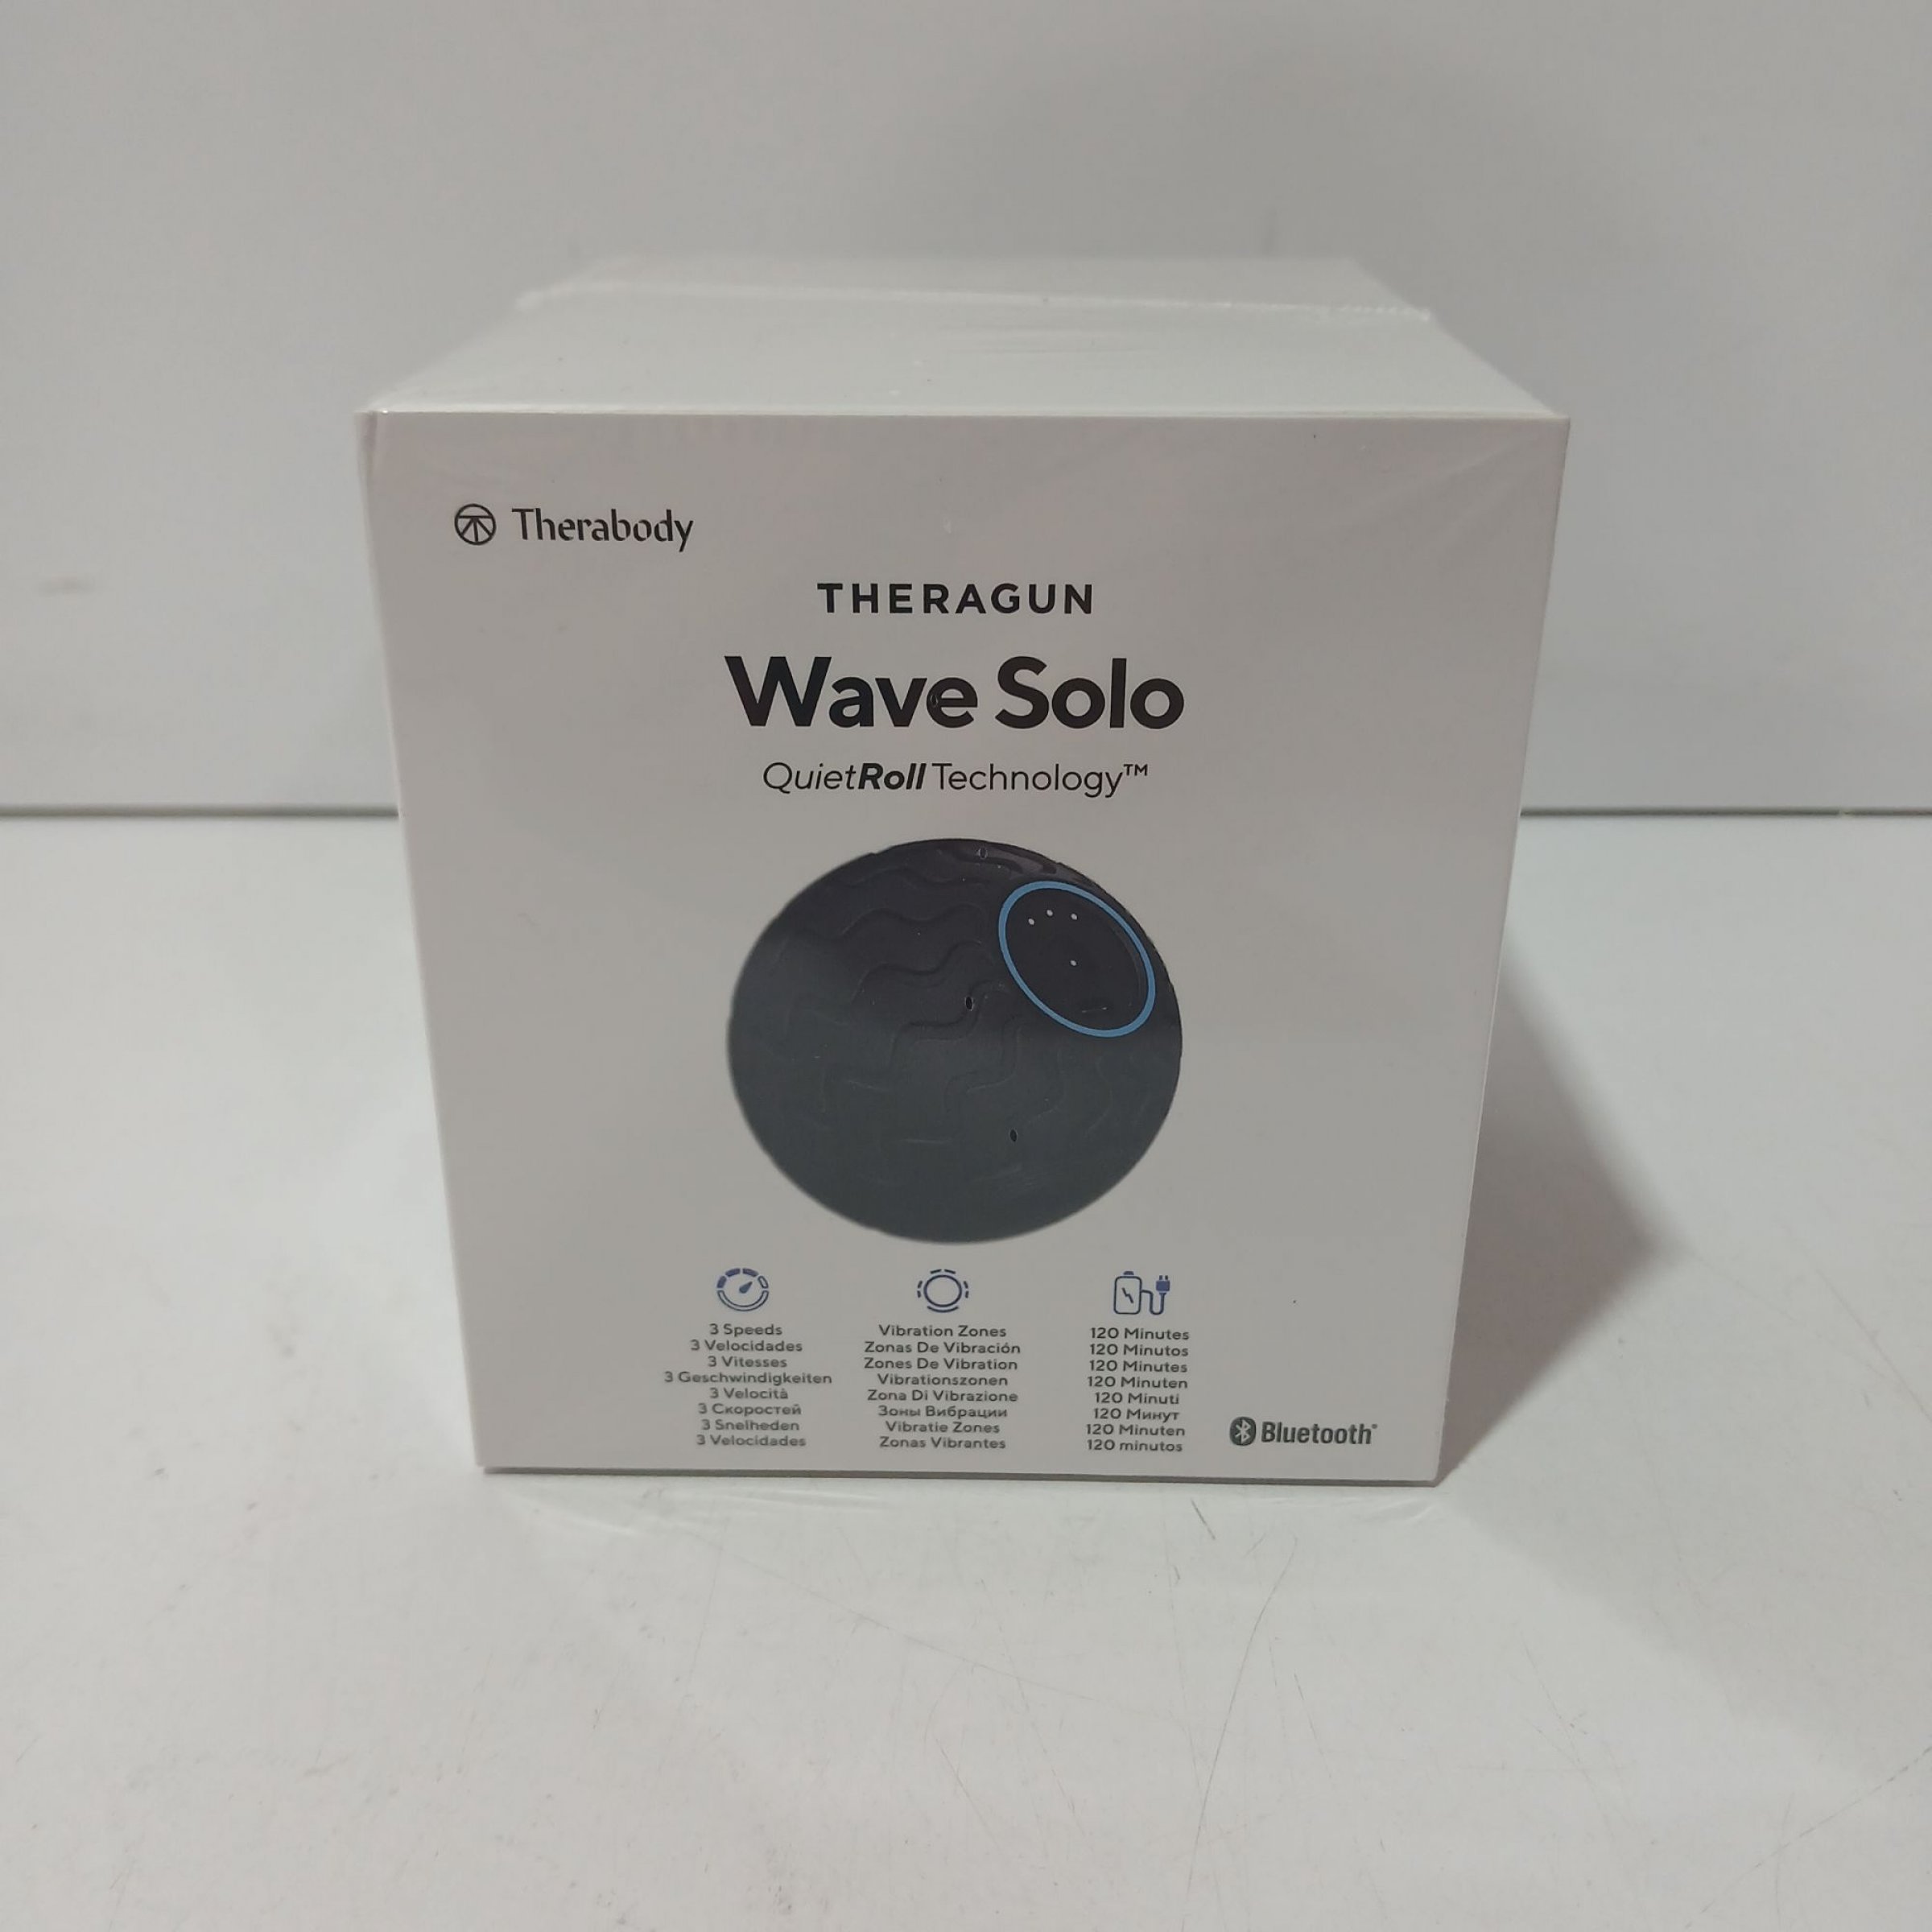 Therabody
THERAGUN
Wave Solo
QuietRoll Technology™
3 Speeds
3 Velocidades
3 Vitesses
3 Geschwindigkeiten
3 Velocità
3 Скоростей
3 Snelheden
3 Velocidades
Vibration Zones
Zonas De Vibración
Zones De Vibration
Vibrationszonen
Zona Di Vibrazione
Зоны Вибрации
Vibratie Zones
Zonas Vibrantes
120 Minutes
120 Minutos
120 Minutes
120 Minuten
120 Minuti
120 Минут
120 Minuten
120 minutos
Bluetooth®